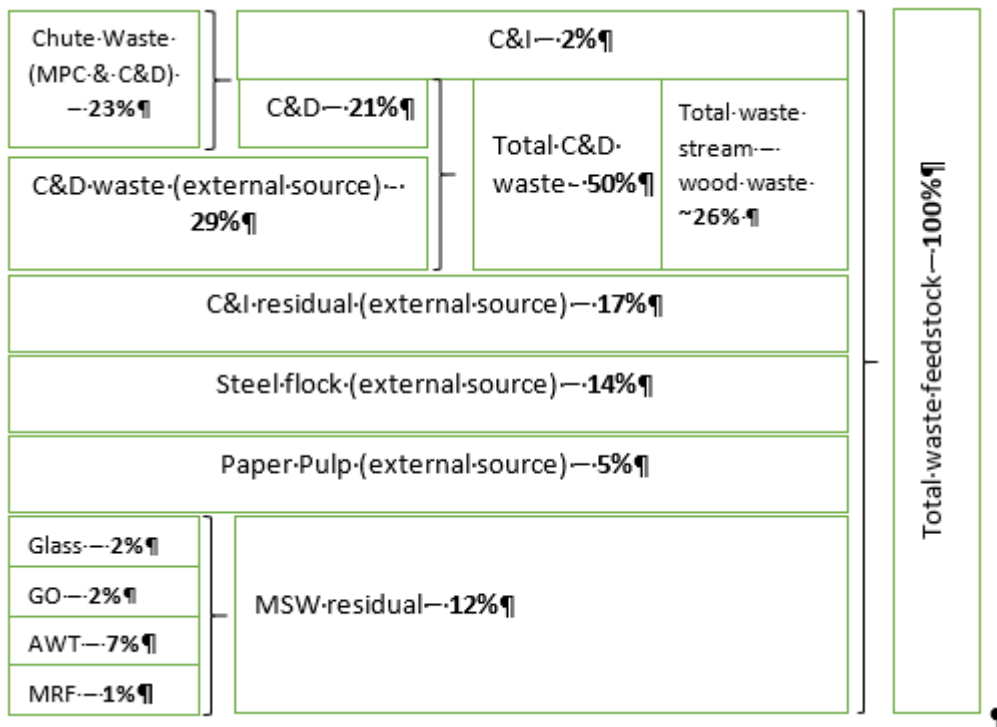 Chute·Waste·
(MPC·&·C&D)·
–·23%¶
C&I·–·2%¶
C&D·–·21%¶
C&D·waste·(external·source)·–·
29%¶
Total·C&D·
waste·-·50%¶
Total·waste·
stream·–·
wood·waste·
~26%·¶
C&I·residual·(external·source)·–·17%¶
Steel·flock·(external·source)·–·14%¶
Paper·Pulp·(external·source)·–·5%¶
Glass·–·2%¶
GO·–·2%¶
AWT·–·7%¶
MRF·–·1%¶
MSW·residual·–·12%¶
Total·waste·feedstock·–·100%¶
¶